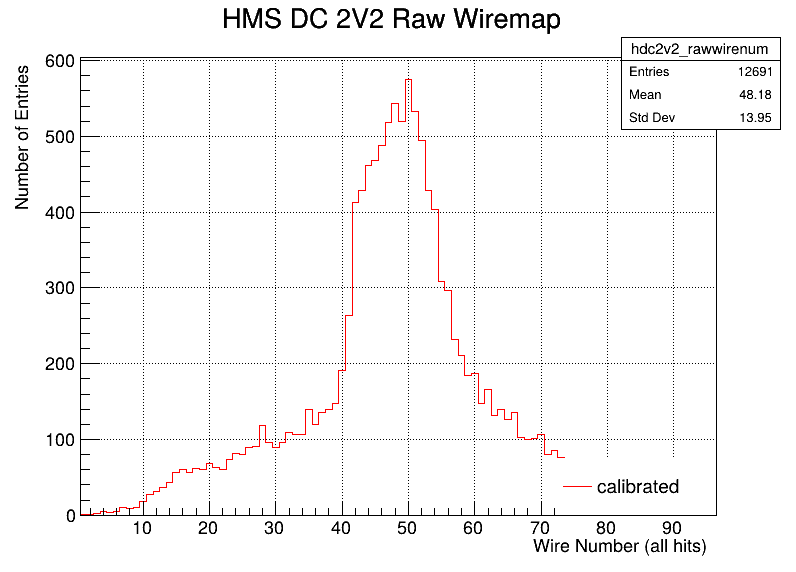 HMS DC 2V2 Raw Wiremap
hdc2v2_rawwirenum
Entries 12691
Mean 48.18
Std Dev 13.95
Number of Entries
600
500
400
300
200
100
0
10 20 30 40 50 60 70 80 90
calibrated
Wire Number (all hits)